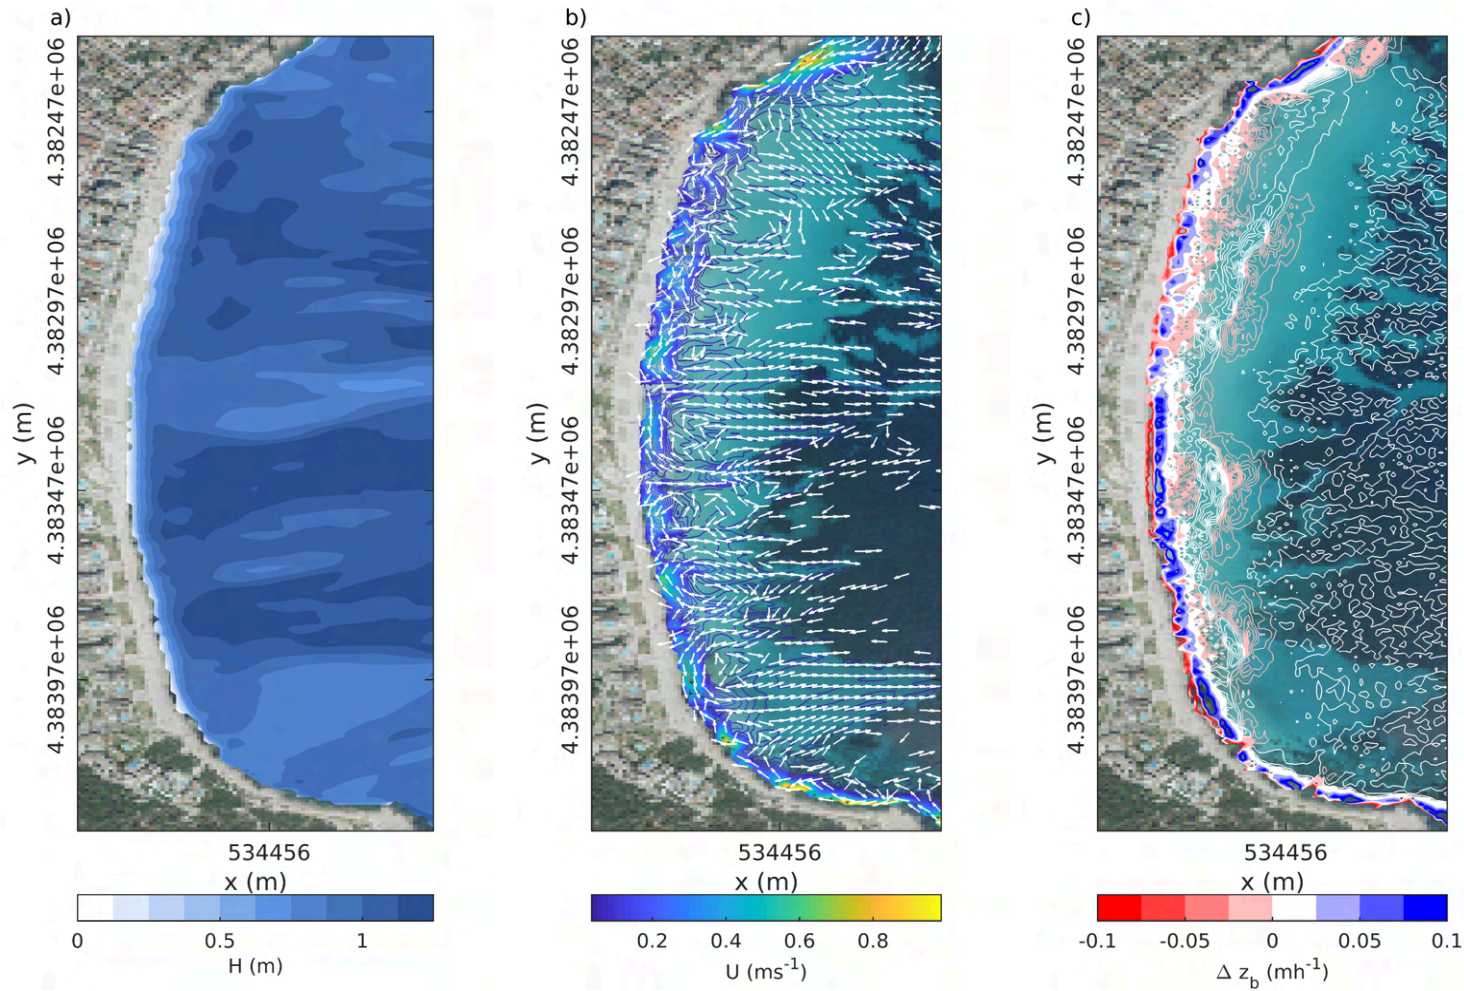 a)
b)
c)
4.38247e+06
4.38297e+06
4.38347e+06
4.38397e+06
y (m)
534456
x (m)
0
0.5
1
H (m)
4.38247e+06
4.38297e+06
4.38347e+06
4.38397e+06
y (m)
534456
x (m)
0.2
0.4
0.6
0.8
U (ms-1)
4.38247e+06
4.38297e+06
4.38347e+06
4.38397e+06
y (m)
534456
x (m)
-0.1
-0.05
0
0.05
0.1
Δ zb (mh-1)